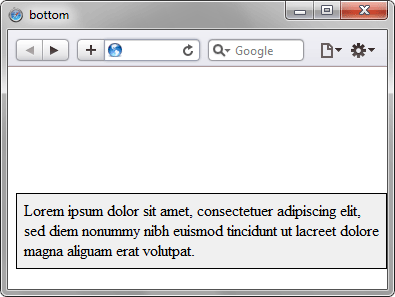 bottom
Google
Lorem ipsum dolor sit amet, consectetuer adipiscing elit,
sed diem nonummy nibh euismod tincidunt ut lacreet dolore
magna aliguam erat volutpat.